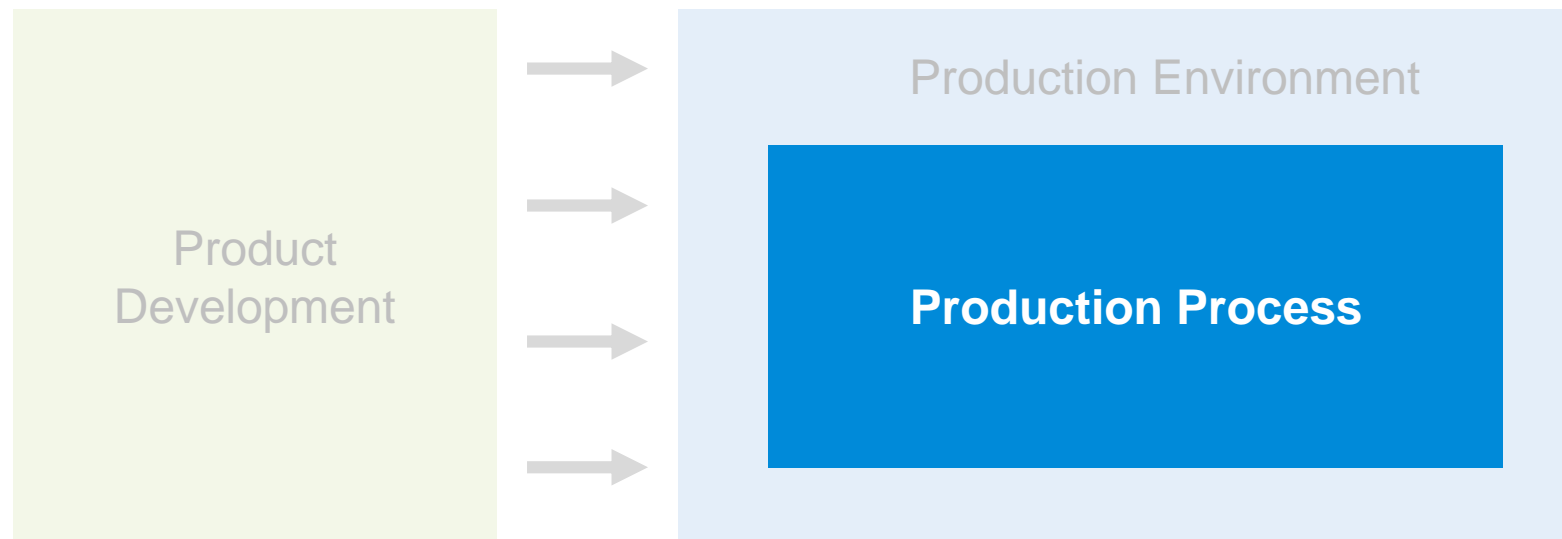 Product
Development
Production Environment
Production Process